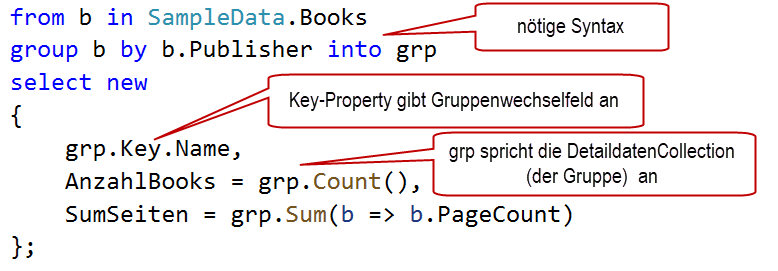 from b in SampleData.Books
group b by b.Publisher into grp
select new
{
    grp.Key.Name,
    AnzahlBooks = grp.Count(),
    SumSeiten = grp.Sum(b => b.PageCount)
};
nötige Syntax
Key-Property gibt Gruppenwechselfeld an
grp spricht die DetaildatenCollection
(der Gruppe) an